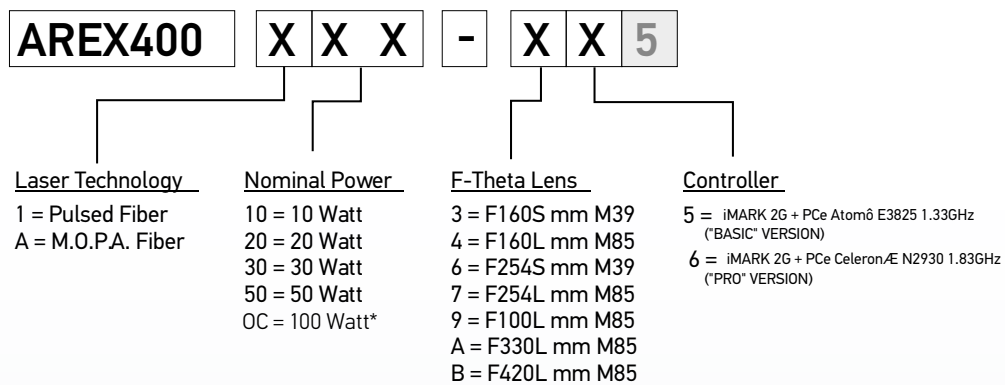 AREX400 X X X - X X 5
Laser Technology
1 = Pulsed Fiber
A = M.O.P.A. Fiber
Nominal Power
10 = 10 Watt
20 = 20 Watt
30 = 30 Watt
50 = 50 Watt
OC = 100 Watt*
F-Theta Lens
3 = F160S mm M39
4 = F160L mm M85
6 = F254S mm M39
7 = F254L mm M85
9 = F100L mm M85
A = F330L mm M85
B = F420L mm M85
Controller
5 = iMARK 2G + PCe Atomô E3825 1.33GHz
("BASIC" VERSION)
6 = iMARK 2G + PCe CeleronÆ N2930 1.83GHz
("PRO" VERSION)